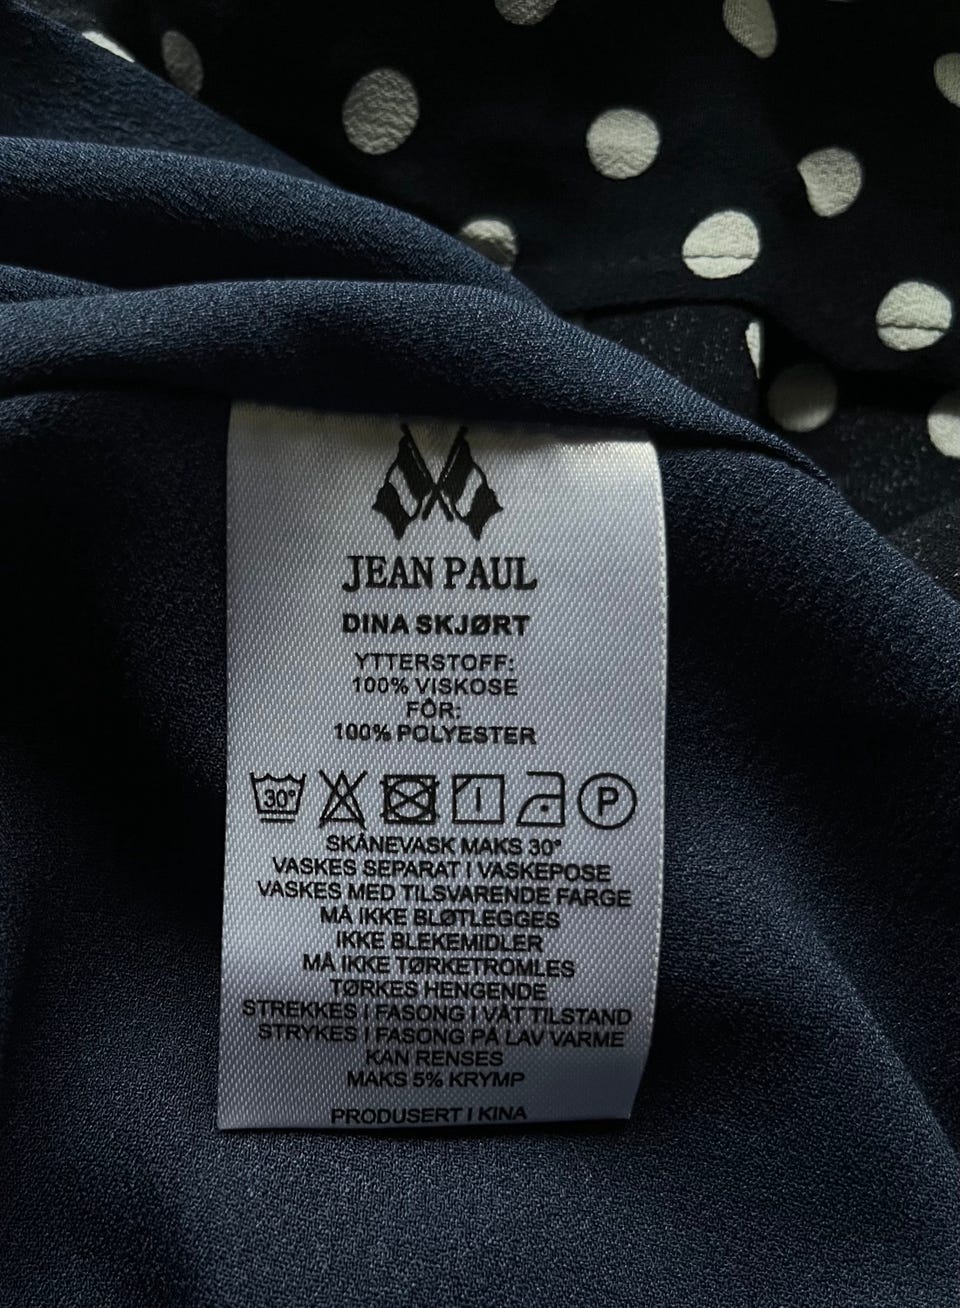 JEAN PAUL
DINA SKJØRT
YTTERSTOFF:
100% VISKOSE
FÔR:
100% POLYESTER
30° I P
SKÅNEVASK MAKS 30°
VASKES SEPARAT I VASKEPOSE
VASKES MED TILSVARENDE FARGE
MÅ IKKE BLØTLEGGES
IKKE BLEKEMIDLER
MÅ IKKE TØRKETROMLES
TØRKES HENGENDE
STREKKES I FASONG I VÅT TILSTAND
STRYKES I FASONG PÅ LAV VARME
KAN RENSES
MAKS 5% KRYMP
PRODUSERT I KINA